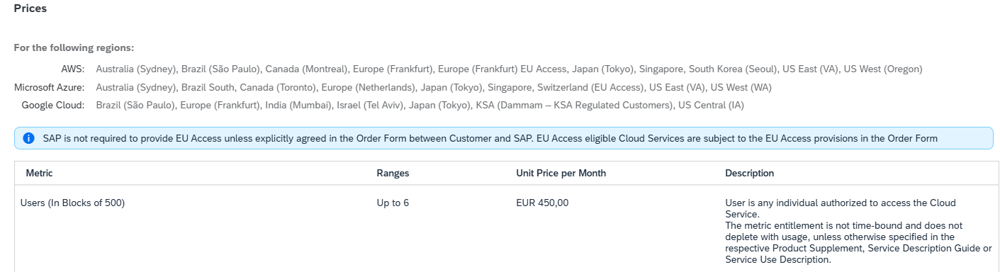 Prices
For the following regions:
AWS: Australia (Sydney), Brazil (São Paulo), Canada (Montreal), Europe (Frankfurt), Europe (Frankfurt) EU Access, Japan (Tokyo), Singapore, South Korea (Seoul), US East (VA), US West (Oregon)
Microsoft Azure: Australia (Sydney), Brazil South, Canada (Toronto), Europe (Netherlands), Japan (Tokyo), Singapore, Switzerland (EU Access), US East (VA), US West (WA)
Google Cloud: Brazil (São Paulo), Europe (Frankfurt), India (Mumbai), Israel (Tel Aviv), Japan (Tokyo), KSA (Dammam – KSA Regulated Customers), US Central (IA)
SAP is not required to provide EU Access unless explicitly agreed in the Order Form between Customer and SAP. EU Access eligible Cloud Services are subject to the EU Access provisions in the Order Form
Metric Ranges Unit Price per Month Description
Users (In Blocks of 500) Up to 6 EUR 450,00 User is any individual authorized to access the Cloud
Service.
The metric entitlement is not time-bound and does not
deplete with usage, unless otherwise specified in the
respective Product Supplement, Service Description Guide or
Service Use Description.